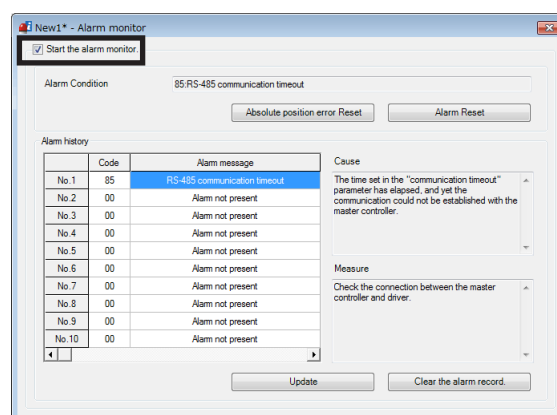 New1* - Alarm monitor
Start the alarm monitor.
Alarm Condition
85:RS-485 communication timeout
Absolute position error Reset
Alarm Reset
Alarm history
Code Alarm message
No.1 85 RS-485 communication timeout
No.2 00 Alarm not present
No.3 00 Alarm not present
No.4 00 Alarm not present
No.5 00 Alarm not present
No.6 00 Alarm not present
No.7 00 Alarm not present
No.8 00 Alarm not present
No.9 00 Alarm not present
No.10 00 Alarm not present
Cause
The time set in the "communication timeout"
parameter has elapsed, and yet the
communication could not be established with the
master controller.
Measure
Check the connection between the master
controller and driver.
Update
Clear the alarm record.